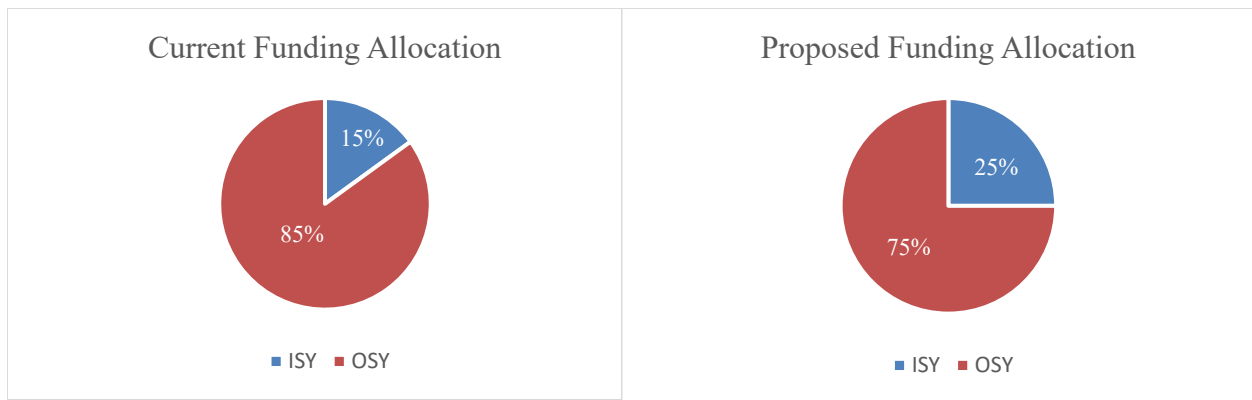 Current Funding Allocation
15%
85%
ISY OSY
Proposed Funding Allocation
25%
75%
ISY OSY